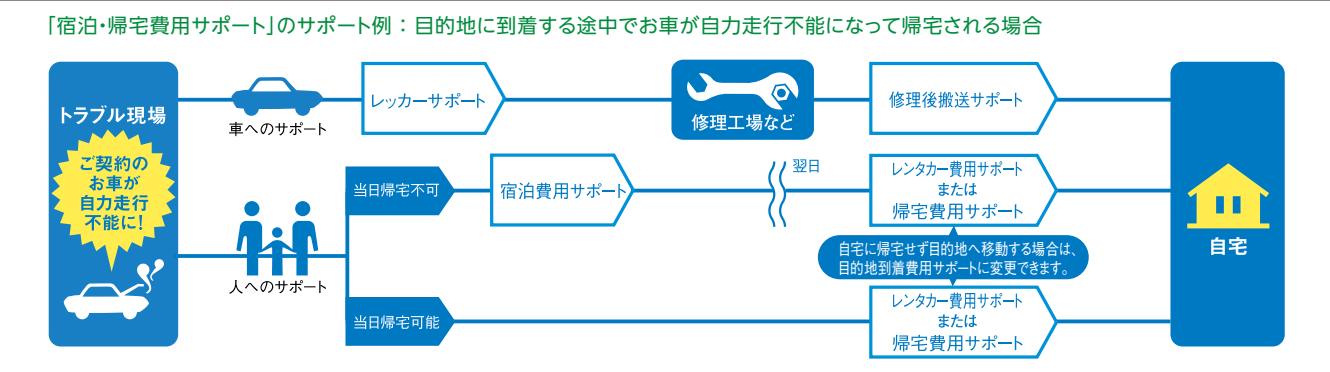 「宿泊・帰宅費用サポート」のサポート例：目的地に到着する途中でお車が自力走行不能になって帰宅される場合
トラブル現場
ご契約の
お車が
自力走行
不能に!
車へのサポート
レッカーサポート
修理工場など
修理後搬送サポート
人へのサポート
当日帰宅不可
宿泊費用サポート
翌日
レンタカー費用サポート
または
帰宅費用サポート
自宅に帰宅せず目的地へ移動する場合は、
目的地到着費用サポートに変更できます。
当日帰宅可能
レンタカー費用サポート
または
帰宅費用サポート
自宅